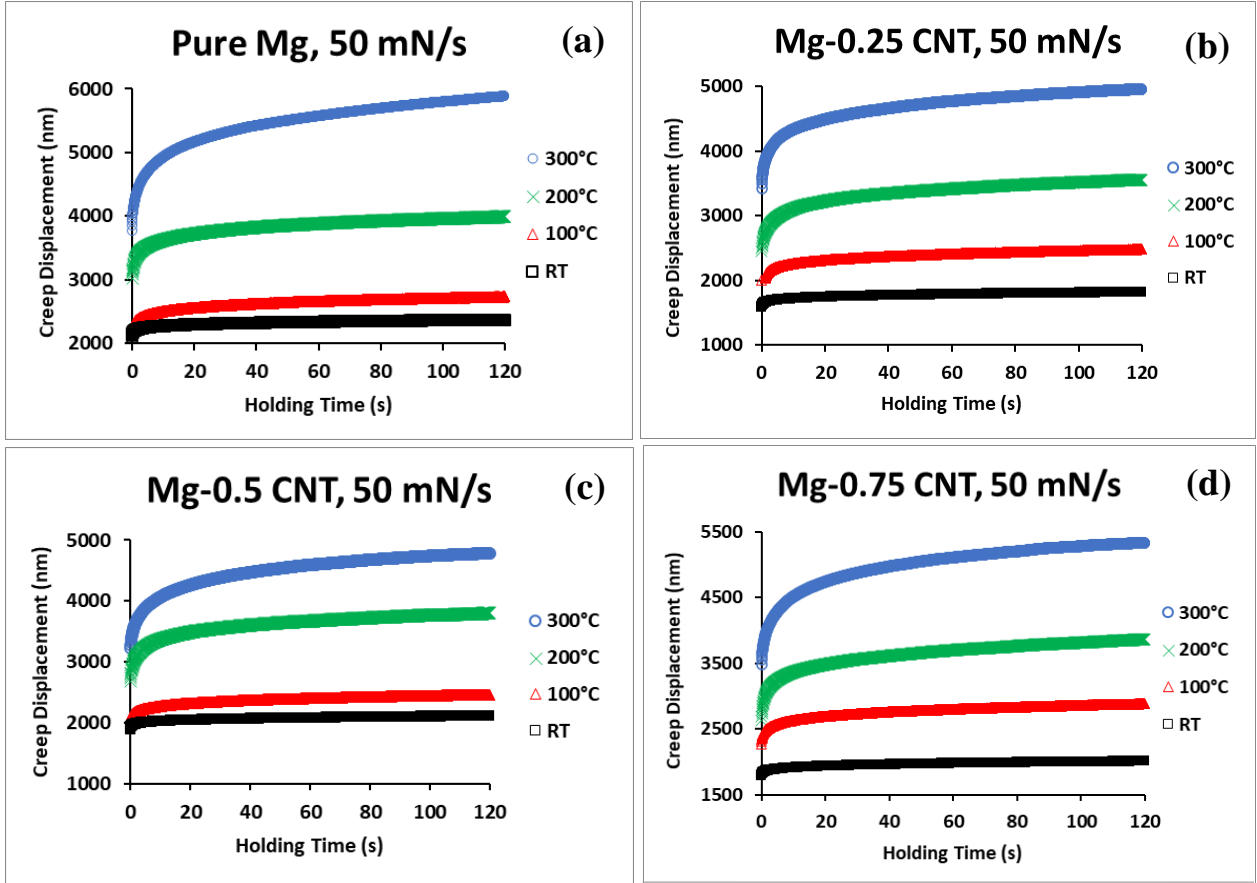 Pure Mg, 50 mN/s
(a)
Creep Displacement (nm)
6000
5000
4000
3000
2000
0 20 40 60 80 100 120
Holding Time (s)
300°C
200°C
100°C
RT
Mg-0.25 CNT, 50 mN/s
(b)
Creep Displacement (nm)
5000
4000
3000
2000
1000
0 20 40 60 80 100 120
Holding Time (s)
300°C
200°C
100°C
RT
Mg-0.5 CNT, 50 mN/s
(c)
Creep Displacement (nm)
5000
4000
3000
2000
1000
0 20 40 60 80 100 120
Holding Time (s)
300°C
200°C
100°C
RT
Mg-0.75 CNT, 50 mN/s
(d)
Creep Displacement (nm)
5500
4500
3500
2500
1500
0 20 40 60 80 100 120
Holding Time (s)
300°C
200°C
100°C
RT